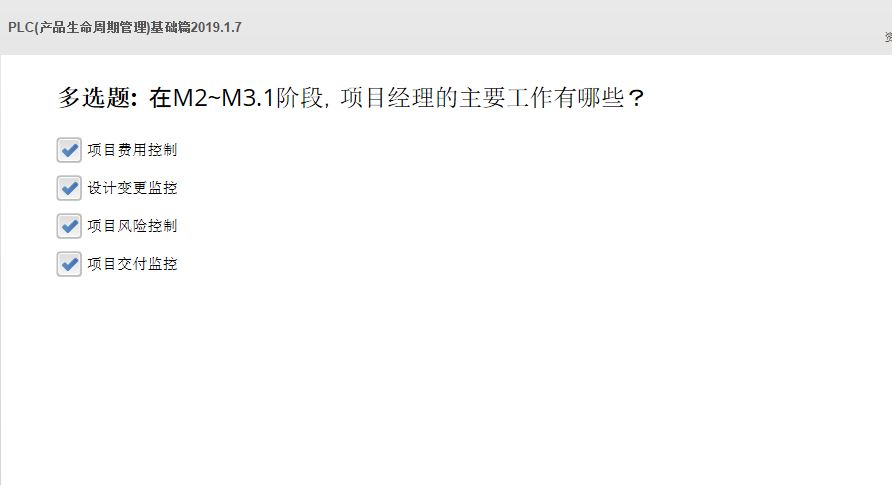 PLC(产品生命周期管理)基础篇2019.1.7
多选题: 在M2~M3.1阶段, 项目经理的主要工作有哪些？
项目费用控制
设计变更监控
项目风险控制
项目交付监控